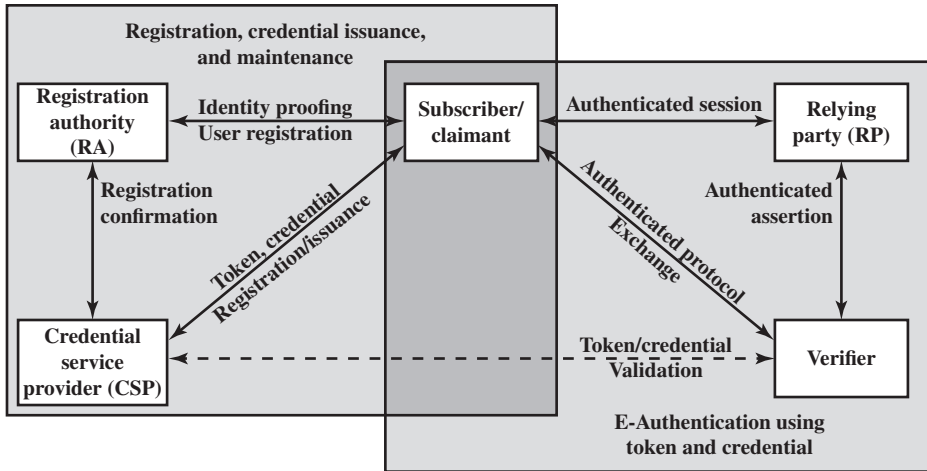 Registration, credential issuance,
and maintenance
Registration
authority
(RA)
Identity proofing
User registration
Subscriber/
claimant
Authenticated session
Relying
party (RP)
Registration
confirmation
Token, credential
Registration/issuance
Authenticated protocol
Exchange
Authenticated
assertion
Credential
service
provider (CSP)
Token/credential
Validation
Verifier
E-Authentication using
token and credential